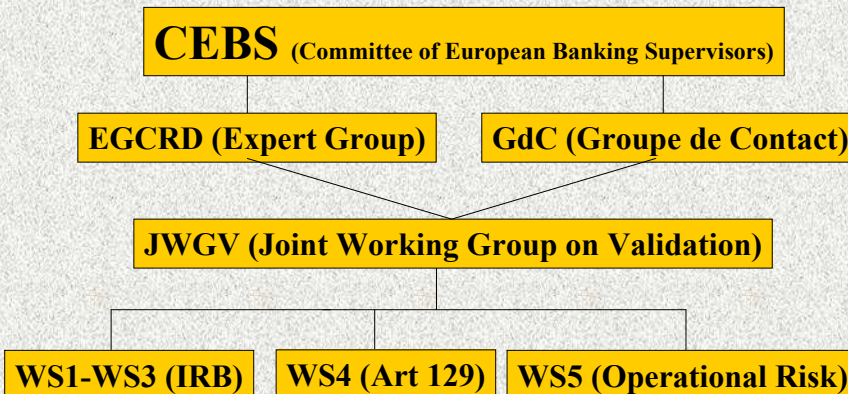 CEBS (Committee of European Banking Supervisors)
EGCRD (Expert Group)
GdC (Groupe de Contact)
JWGV (Joint Working Group on Validation)
WS1-WS3 (IRB)
WS4 (Art 129)
WS5 (Operational Risk)